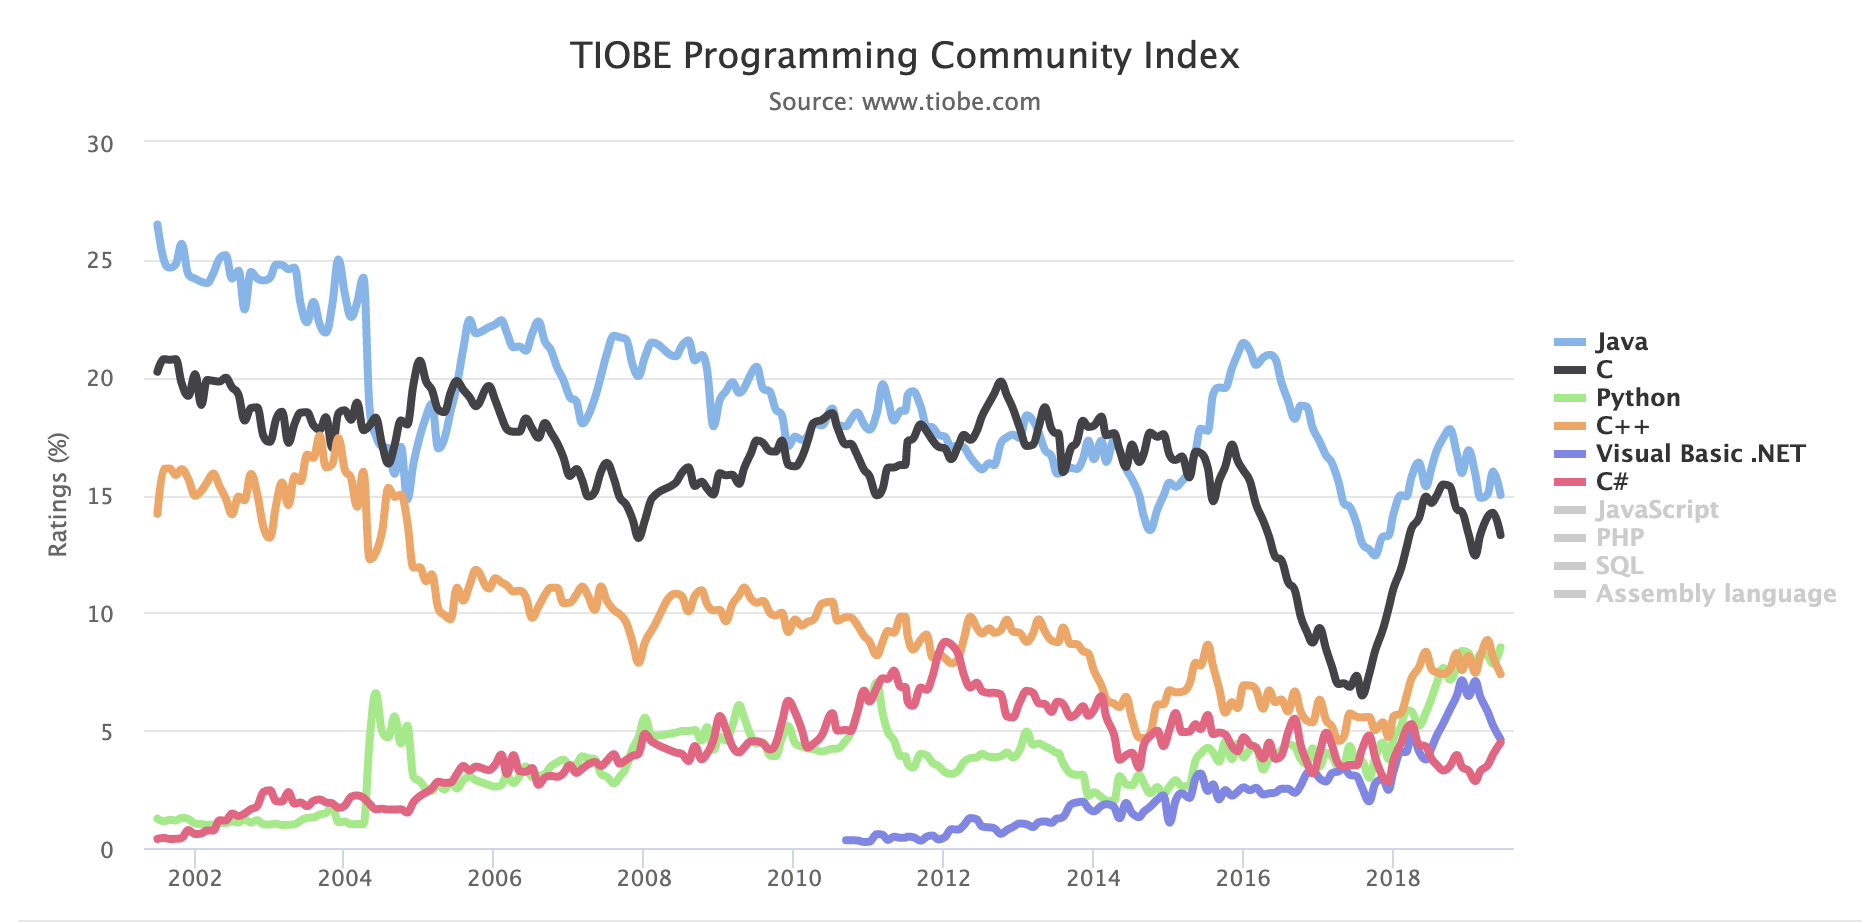 TIOBE Programming Community Index
Source: www.tiobe.com
Ratings (%)
30
25
20
15
10
5
0
2002 2004 2006 2008 2010 2012 2014 2016 2018
Java
C
Python
C++
Visual Basic .NET
C#
JavaScript
PHP
SQL
Assembly language